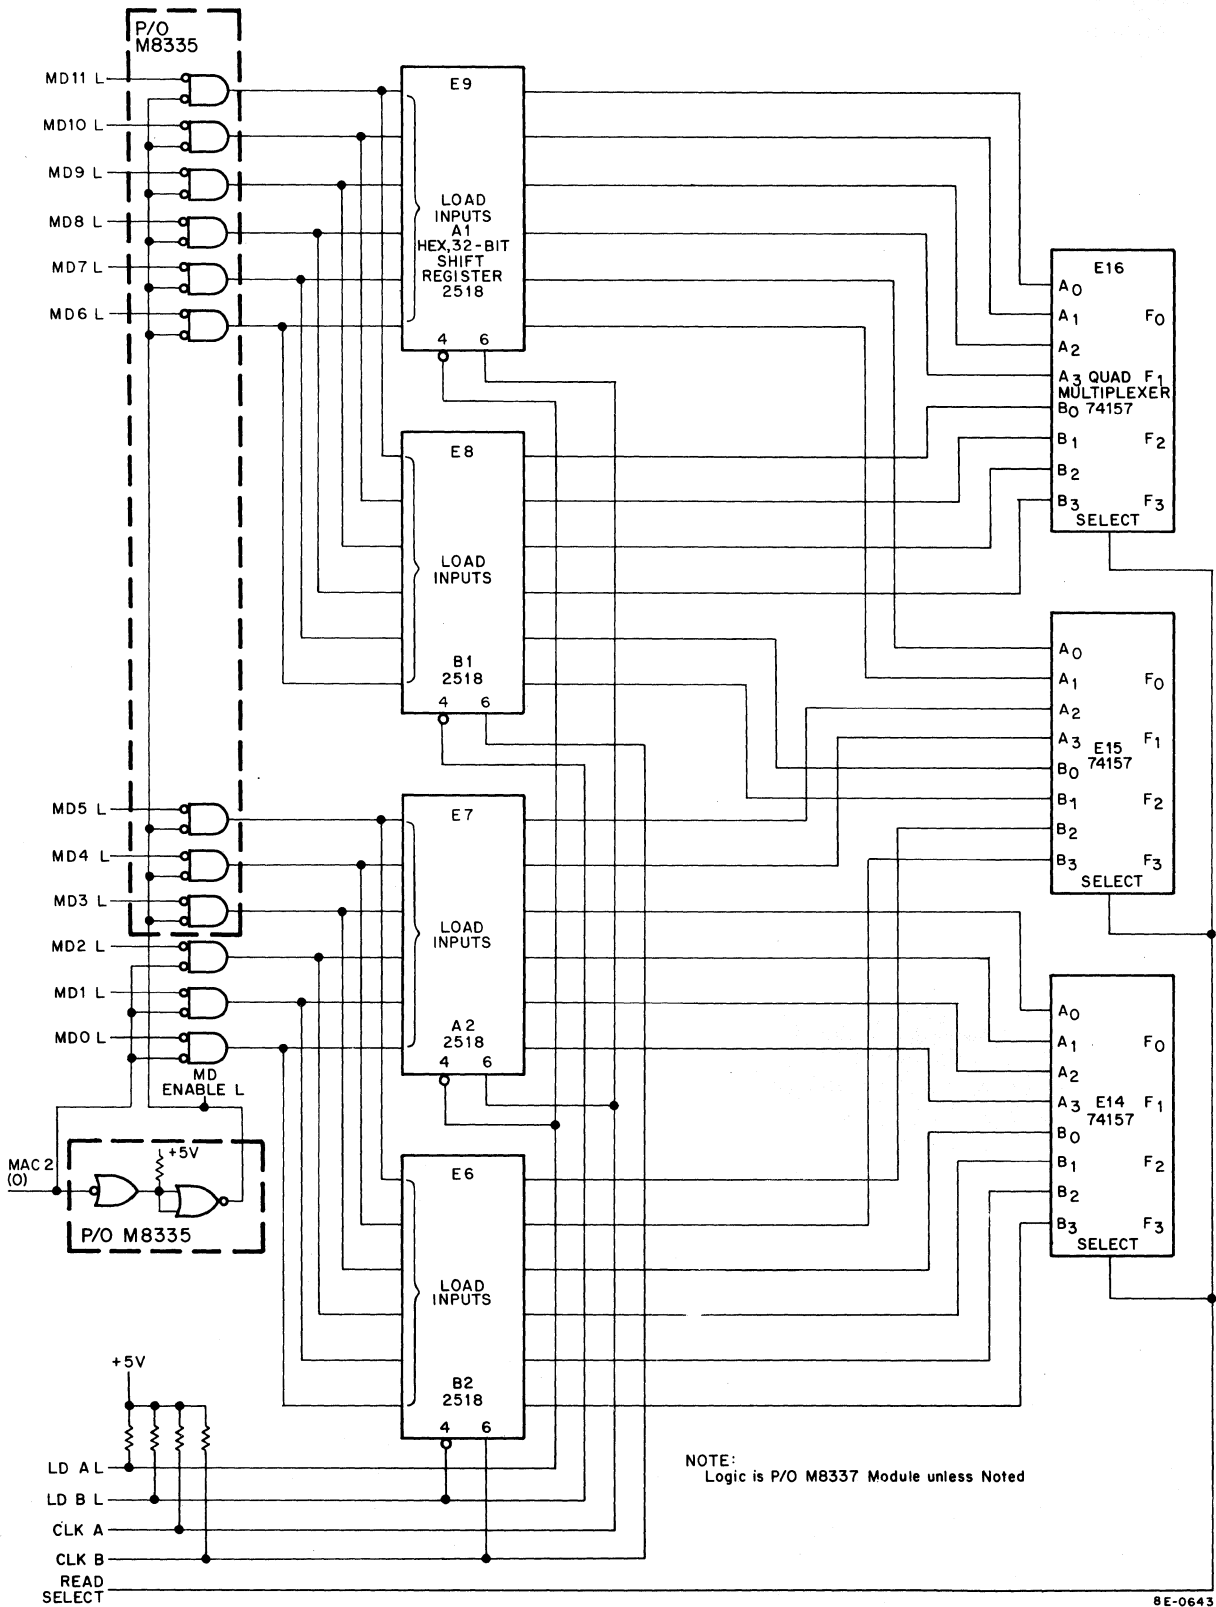 P/O
M8335
MD11 L
MD10 L
MD9 L
MD8 L
MD7 L
MD6 L
E9
LOAD
INPUTS
A1
HEX,32-BIT
SHIFT
REGISTER
2518
4 6
E16
A0
A1 F0
A2
A3 QUAD F1
MULTIPLEXER
B0 74157
B1 F2
B2
B3 F3
SELECT
E8
LOAD
INPUTS
B1
2518
4 6
A0
A1 F0
A2
A3 F1
E15
74157
B0
B1 F2
B2
B3 F3
SELECT
MD5 L
MD4 L
MD3 L
MD2 L
MD1 L
MD0 L
E7
LOAD
INPUTS
A2
2518
4 6
A0
A1 F0
A2
A3 E14 F1
74157
B0
B1 F2
B2
B3 F3
SELECT
MD
ENABLE L
MAC 2
(0)
+5V
P/O M8335
E6
LOAD
INPUTS
B2
2518
4 6
+5V
LD A L
LD B L
CLK A
CLK B
READ
SELECT
NOTE:
Logic is P/O M8337 Module unless Noted
8E-0643